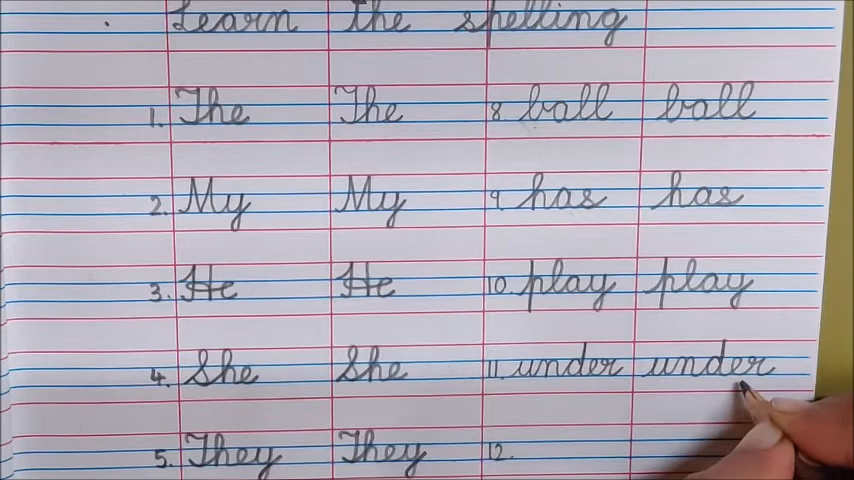 Learn the spelling
1. The The 8 ball ball
2. My My 9. has has
3. He He 10. play play
4. She She 11. under under
5. They They 12.